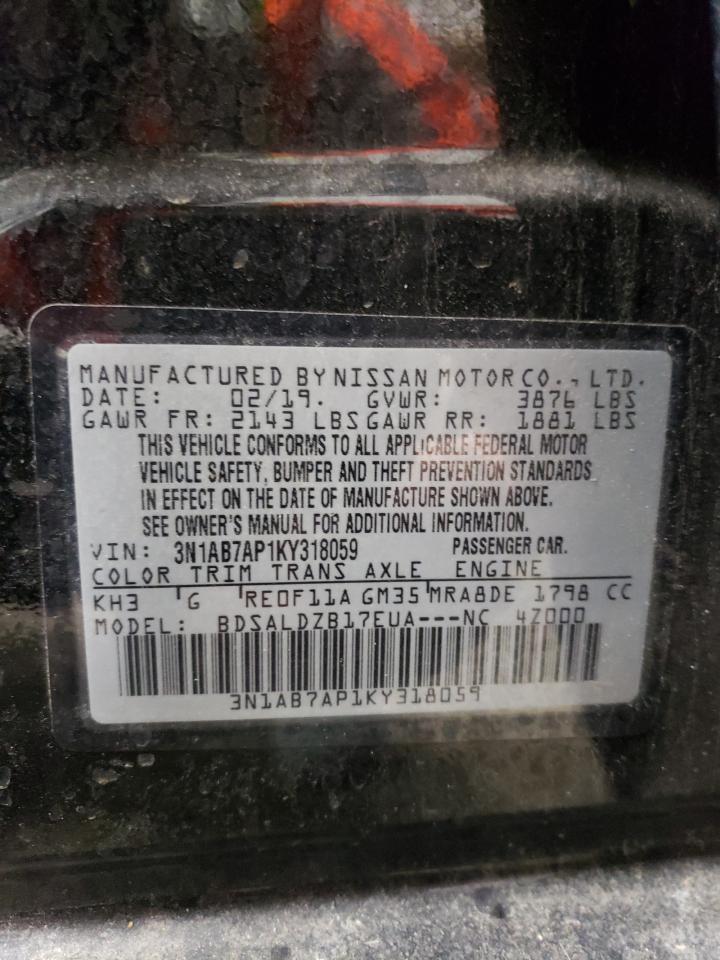 MANUFACTURED BY NISSAN MOTOR CO., LTD.
DATE: 02/19. GVWR: 3876 LBS
GAWR FR: 2143 LBS GAWR RR: 1881 LBS
THIS VEHICLE CONFORMS TO ALL APPLICABLE FEDERAL MOTOR
VEHICLE SAFETY, BUMPER AND THEFT PREVENTION STANDARDS
IN EFFECT ON THE DATE OF MANUFACTURE SHOWN ABOVE.
SEE OWNER'S MANUAL FOR ADDITIONAL INFORMATION.
VIN: 3N1AB7AP1KY318059 PASSENGER CAR.
COLOR TRIM TRANS AXLE ENGINE
KH3 G RE0F11A GM35 MRA8DE 1798 CC
MODEL: BDSALDZB17EUA---NC 4Z000
3N1AB7AP1KY318059